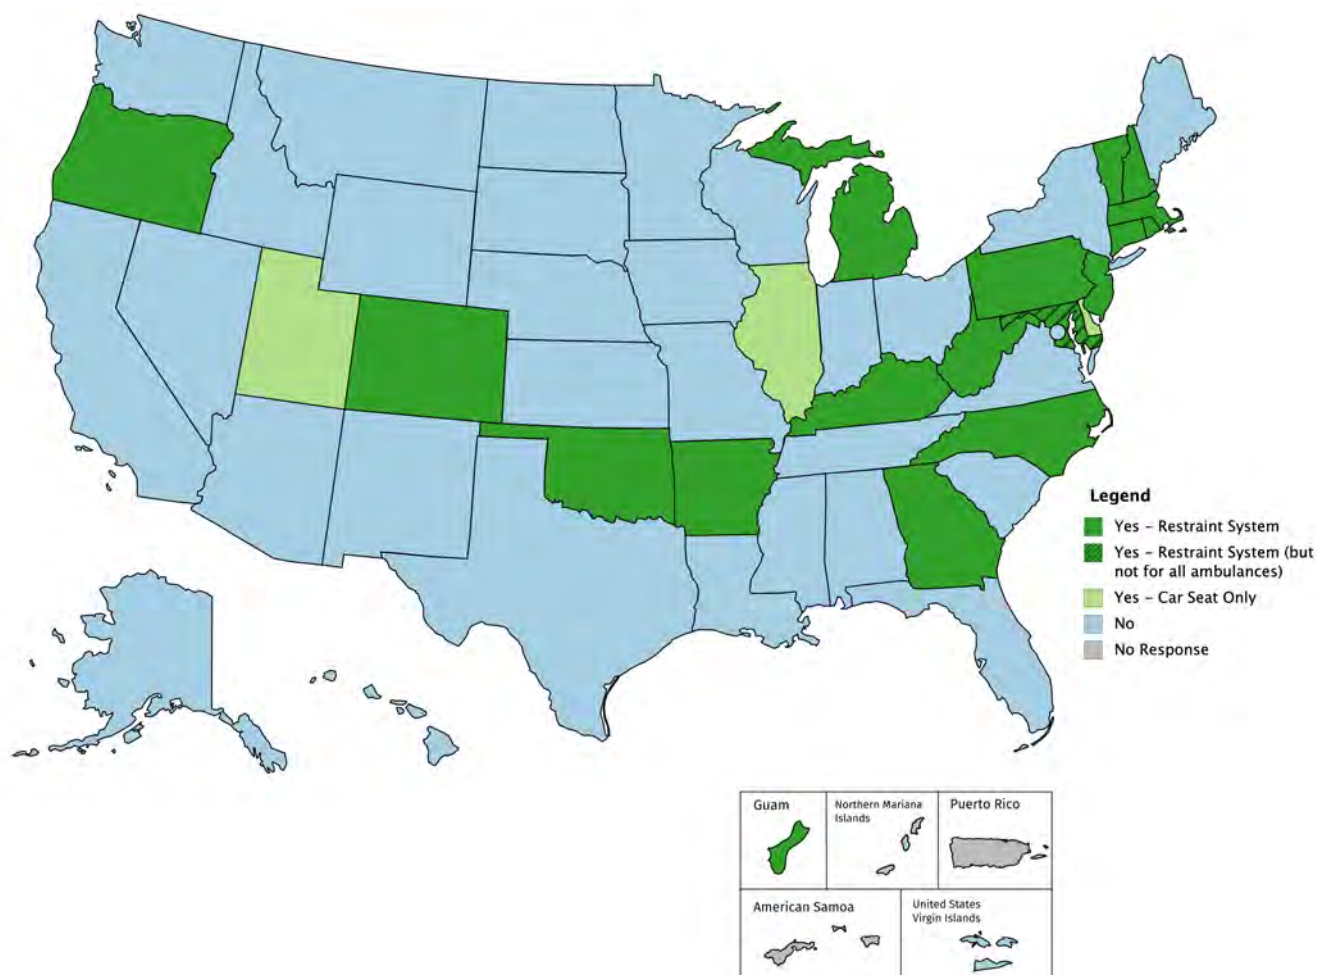 Legend
Yes – Restraint System
Yes – Restraint System (but
not for all ambulances)
Yes – Car Seat Only
No
No Response
Guam
Northern Mariana
Islands
Puerto Rico
American Samoa
United States
Virgin Islands